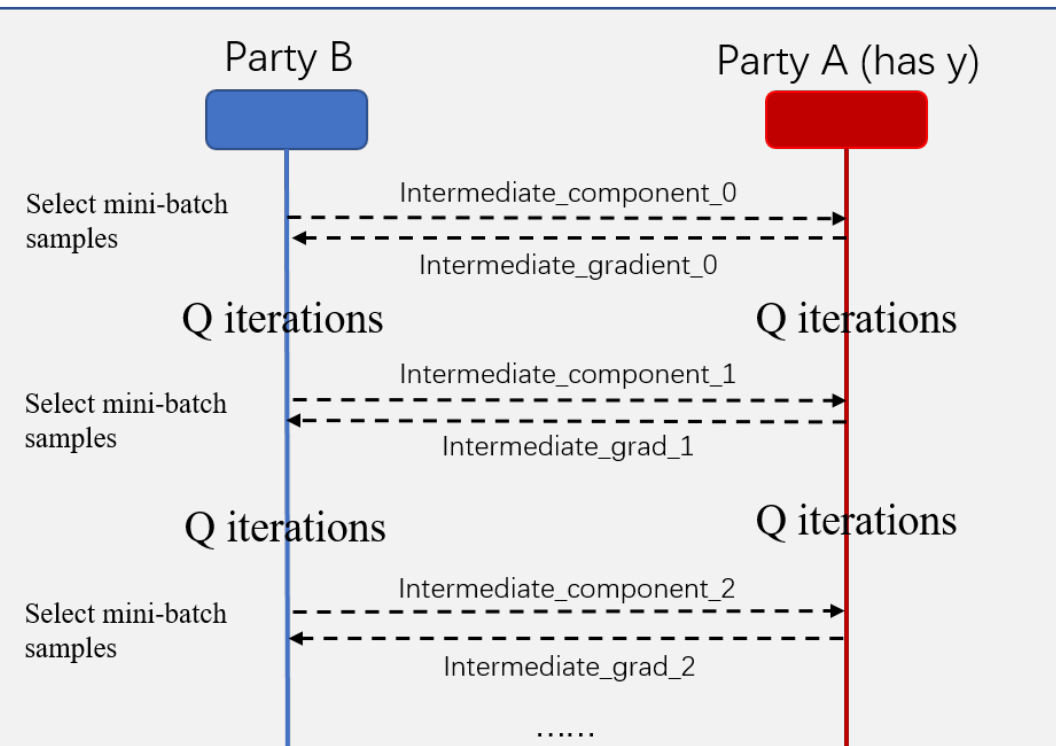 Party B
Party A (has y)
Intermediate_component_0
Select mini-batch
samples
Intermediate_gradient_0
Q iterations
Q iterations
Intermediate_component_1
Select mini-batch
samples
Intermediate_grad_1
Q iterations
Q iterations
Intermediate_component_2
Select mini-batch
samples
Intermediate_grad_2
......